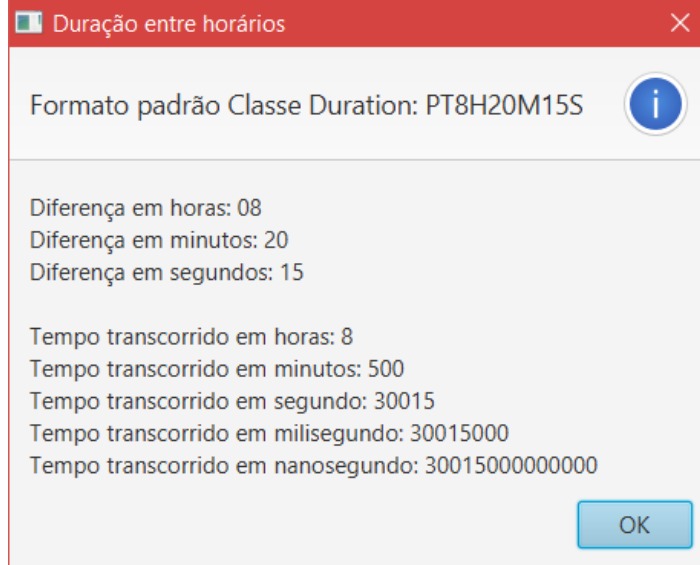 Duração entre horários
Formato padrão Classe Duration: PT8H20M15S
Diferença em horas: 08
Diferença em minutos: 20
Diferença em segundos: 15
Tempo transcorrido em horas: 8
Tempo transcorrido em minutos: 500
Tempo transcorrido em segundo: 30015
Tempo transcorrido em milisegundo: 30015000
Tempo transcorrido em nanosegundo: 30015000000000
OK